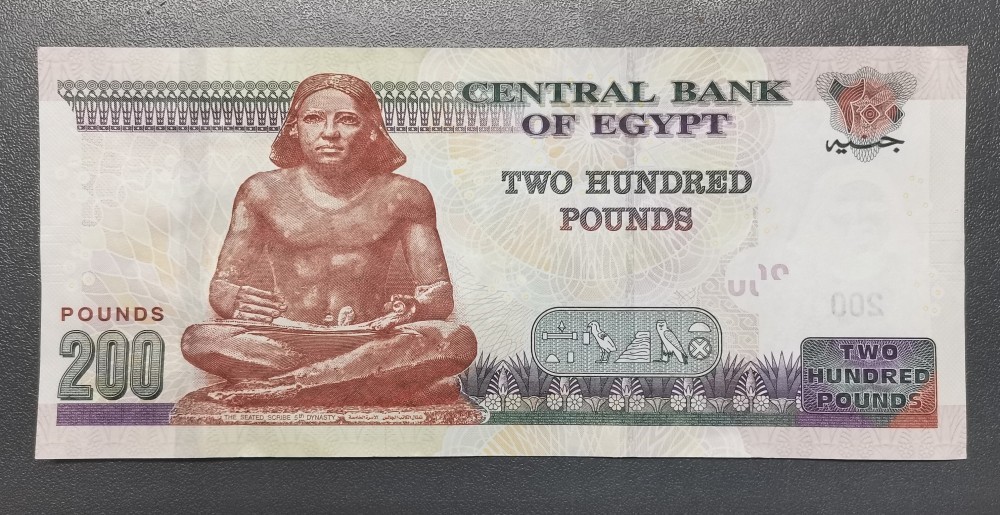 CENTRAL BANK
OF EGYPT
جنيه
TWO HUNDRED
POUNDS
POUNDS
200
200
TWO
HUNDRED
POUNDS
THE SEATED SCRIBE 5th DYNASTY